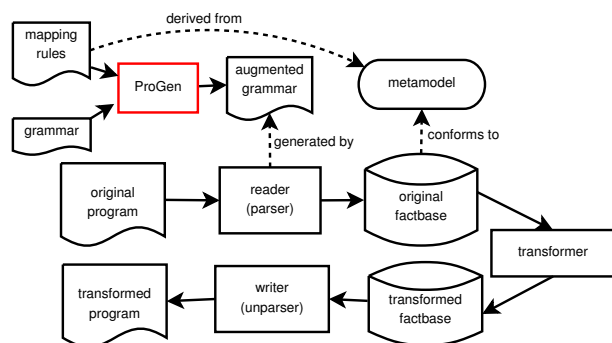 mapping
rules
derived from
ProGen
augmented
grammar
metamodel
grammar
generated by
conforms to
original
program
reader
(parser)
original
factbase
transformer
transformed
program
writer
(unparser)
transformed
factbase